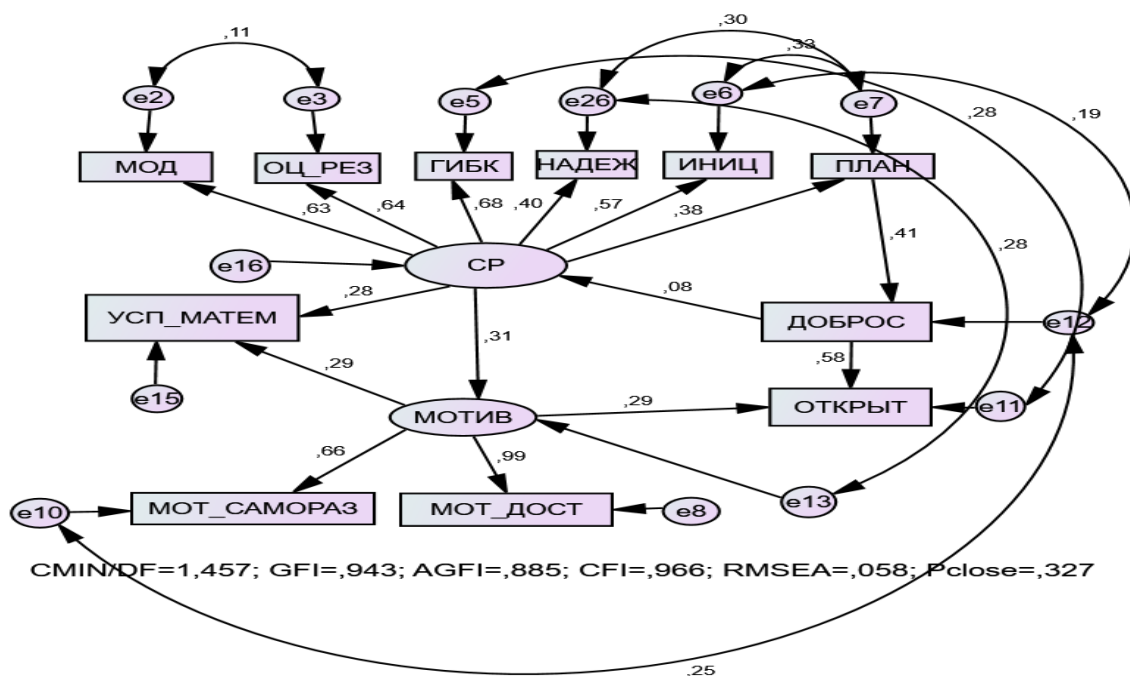 ,11
,30
,33
e2
e3
e5
e26
e6
e7
,28
,19
МОД
ОЦ_РЕЗ
ГИБК
НАДЕЖ
ИНИЦ
ПЛАН
,63
,64
,68
,40
,57
,38
,41
,28
e16
СР
,08
,28
УСП_МАТЕМ
ДОБРОС
e12
,31
,29
,58
e15
МОТИВ
,29
ОТКРЫТ
e11
,66
,99
e10
МОТ_САМОРАЗ
МОТ_ДОСТ
e8
e13
CMIN/DF=1,457; GFI=,943; AGFI=,885; CFI=,966; RMSEA=,058; Pclose=,327
,25